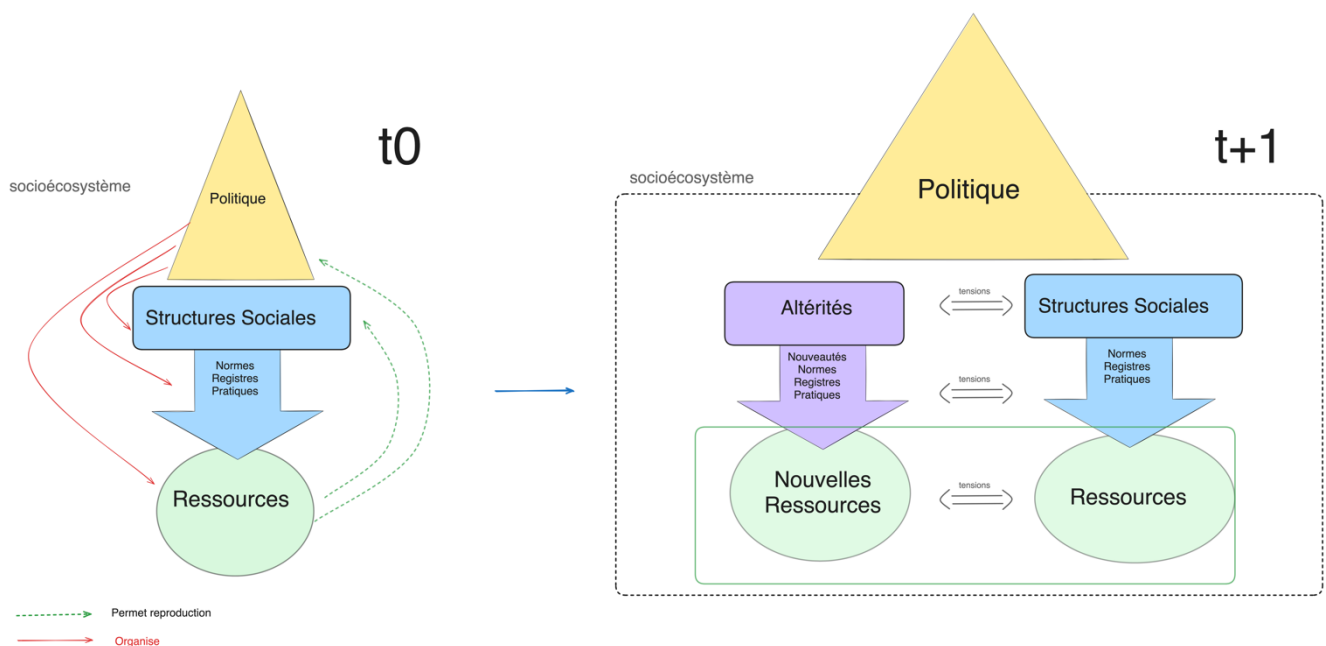 t0
socioécosystème
Politique
Structures Sociales
Normes
Registres
Pratiques
Ressources
Permet reproduction
Organise
t+1
socioécosystème
Politique
Altérités
tensions
Structures Sociales
Nouveautés
Normes
Registres
Pratiques
tensions
Normes
Registres
Pratiques
Nouvelles
Ressources
tensions
Ressources